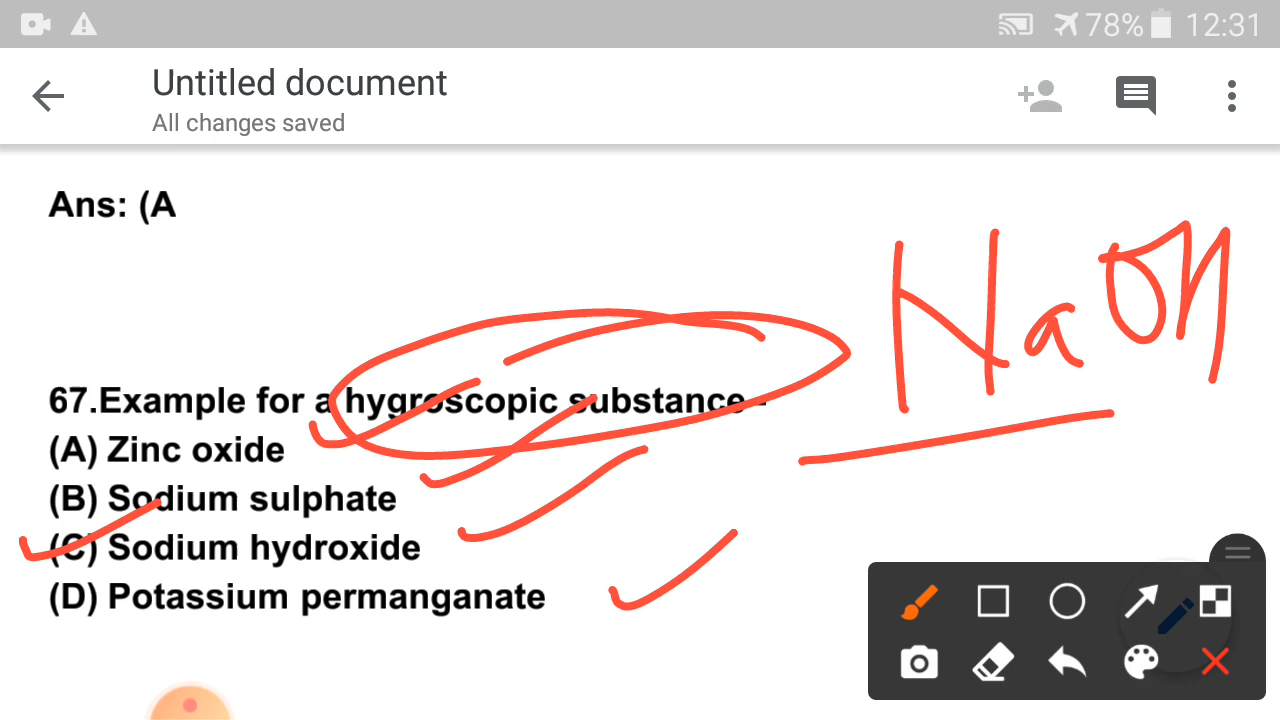 78% 12:31
Untitled document
All changes saved
Ans: (A
NaOH
67.Example for a hygroscopic substance -
(A) Zinc oxide
(B) Sodium sulphate
(C) Sodium hydroxide
(D) Potassium permanganate